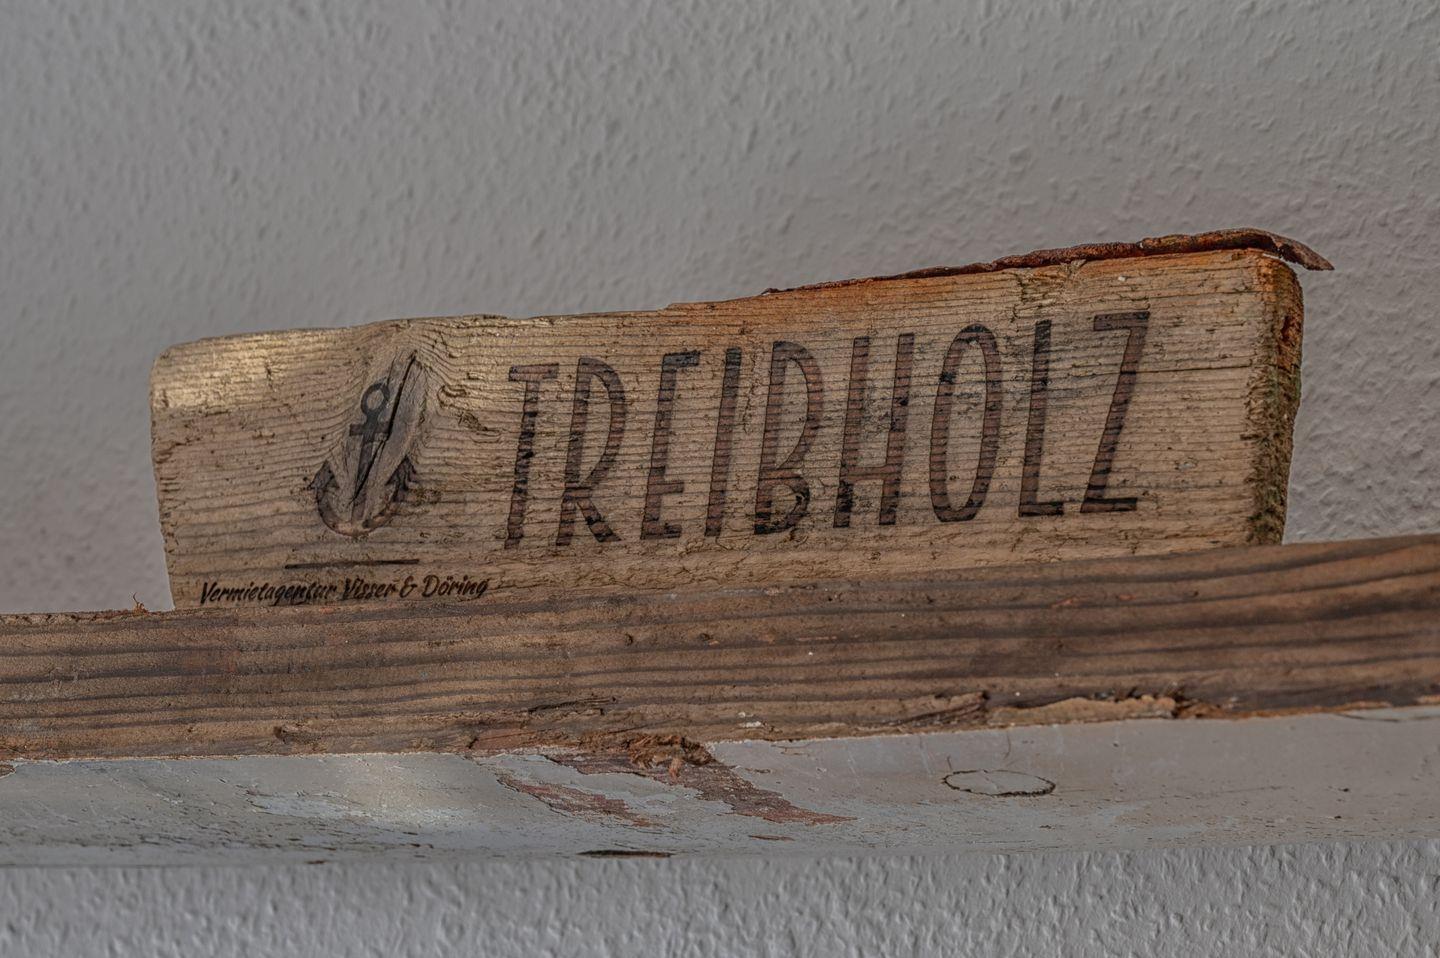 TREIBHOLZ
Vermietagentur Visser & Döring